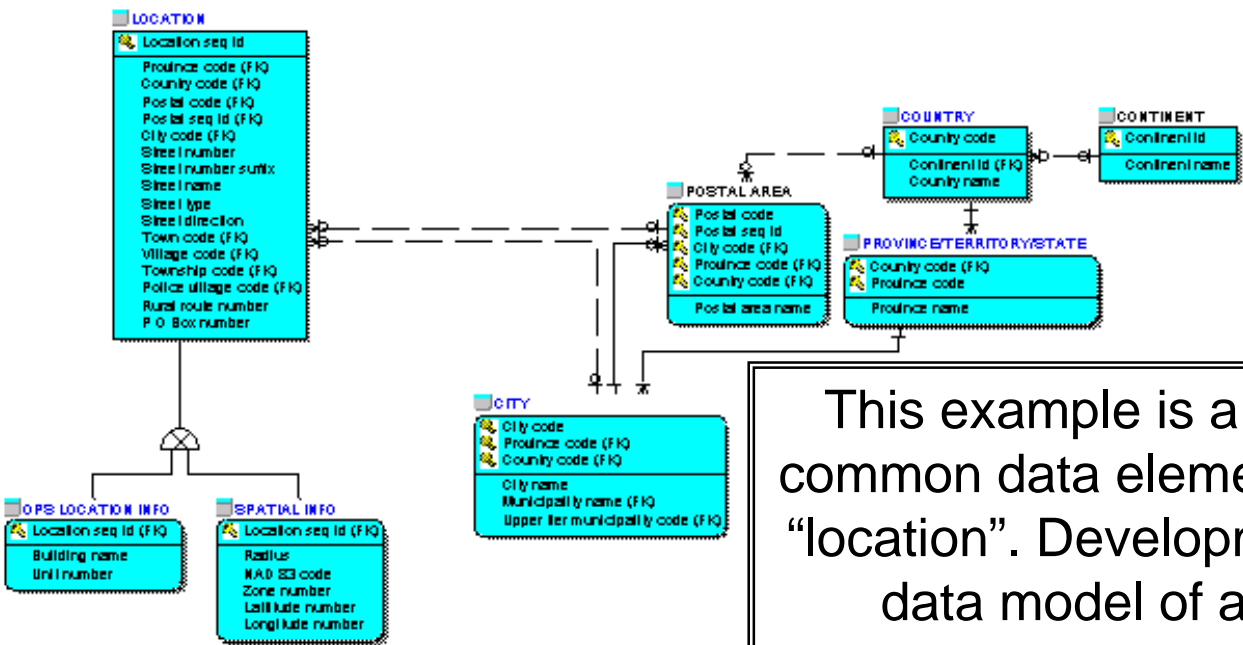 LOCATION
Location seq id
Province code (FK)
Country code (FK)
Postal code (FK)
Postal seq id (FK)
City code (FK)
Street number
Street number suffix
Street name
Street type
Street direction
Town code (FK)
Village code (FK)
Township code (FK)
Police village code (FK)
Rural route number
P O Box number
COUNTRY
Country code
Continent id (FK)
Country name
CONTINENT
Continent id
Continent name
POSTAL AREA
Postal code
Postal seq id
City code (FK)
Province code (FK)
Country code (FK)
Postal area name
PROVINCE/TERRITORY/STATE
Country code (FK)
Province code
Province name
CITY
City code
Province code (FK)
Country code (FK)
City name
Municipality name (FK)
Upper tier municipality code (FK)
OPS LOCATION INFO
Location seq id (FK)
Building name
Unit number
SPATIAL INFO
Location seq id (FK)
Radius
NAD 83 code
Zone number
Latitude number
Longitude number
This example is a
common data eleme
“location”. Develop
data model of a